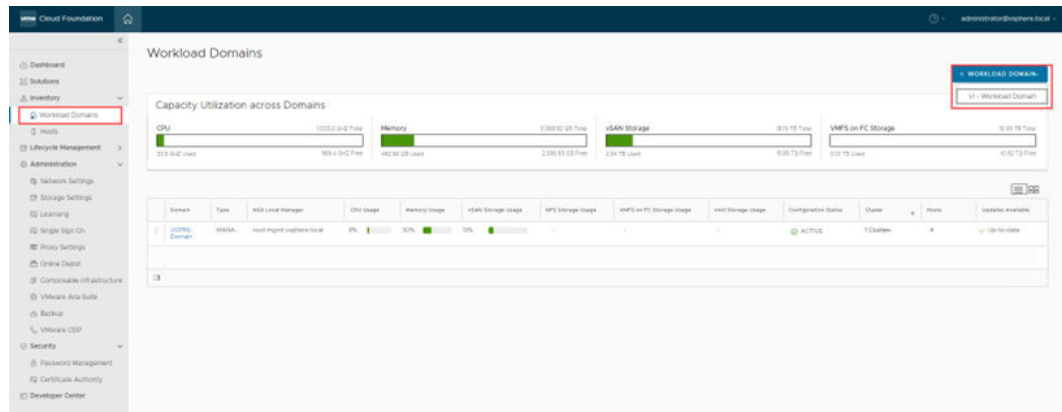 vmw Cloud Foundation
administrator@vsphere.local
Workload Domains
+ WORKLOAD DOMAIN
VI - Workload Domain
Dashboard
Solutions
Inventory
Workload Domains
Hosts
Lifecycle Management
Administration
Network Settings
Storage Settings
Licensing
Single Sign On
Proxy Settings
Online Depot
Composable Infrastructure
VMware Aria Suite
Backup
VMware CEIP
Security
Password Management
Certificate Authority
Developer Center
Capacity Utilization across Domains
CPU
Memory
vSAN Storage
VMFS on FC Storage
Domain Type NSX Local Manager CPU Usage Memory Usage vSAN Storage Usage NFS Storage Usage VMFS on FC Storage Usage vVol Storage Usage Configuration Status Cluster Hosts Updates Available
MANA... 3% ACTIVE 1 Clusters 4 Up-to-date
Domain